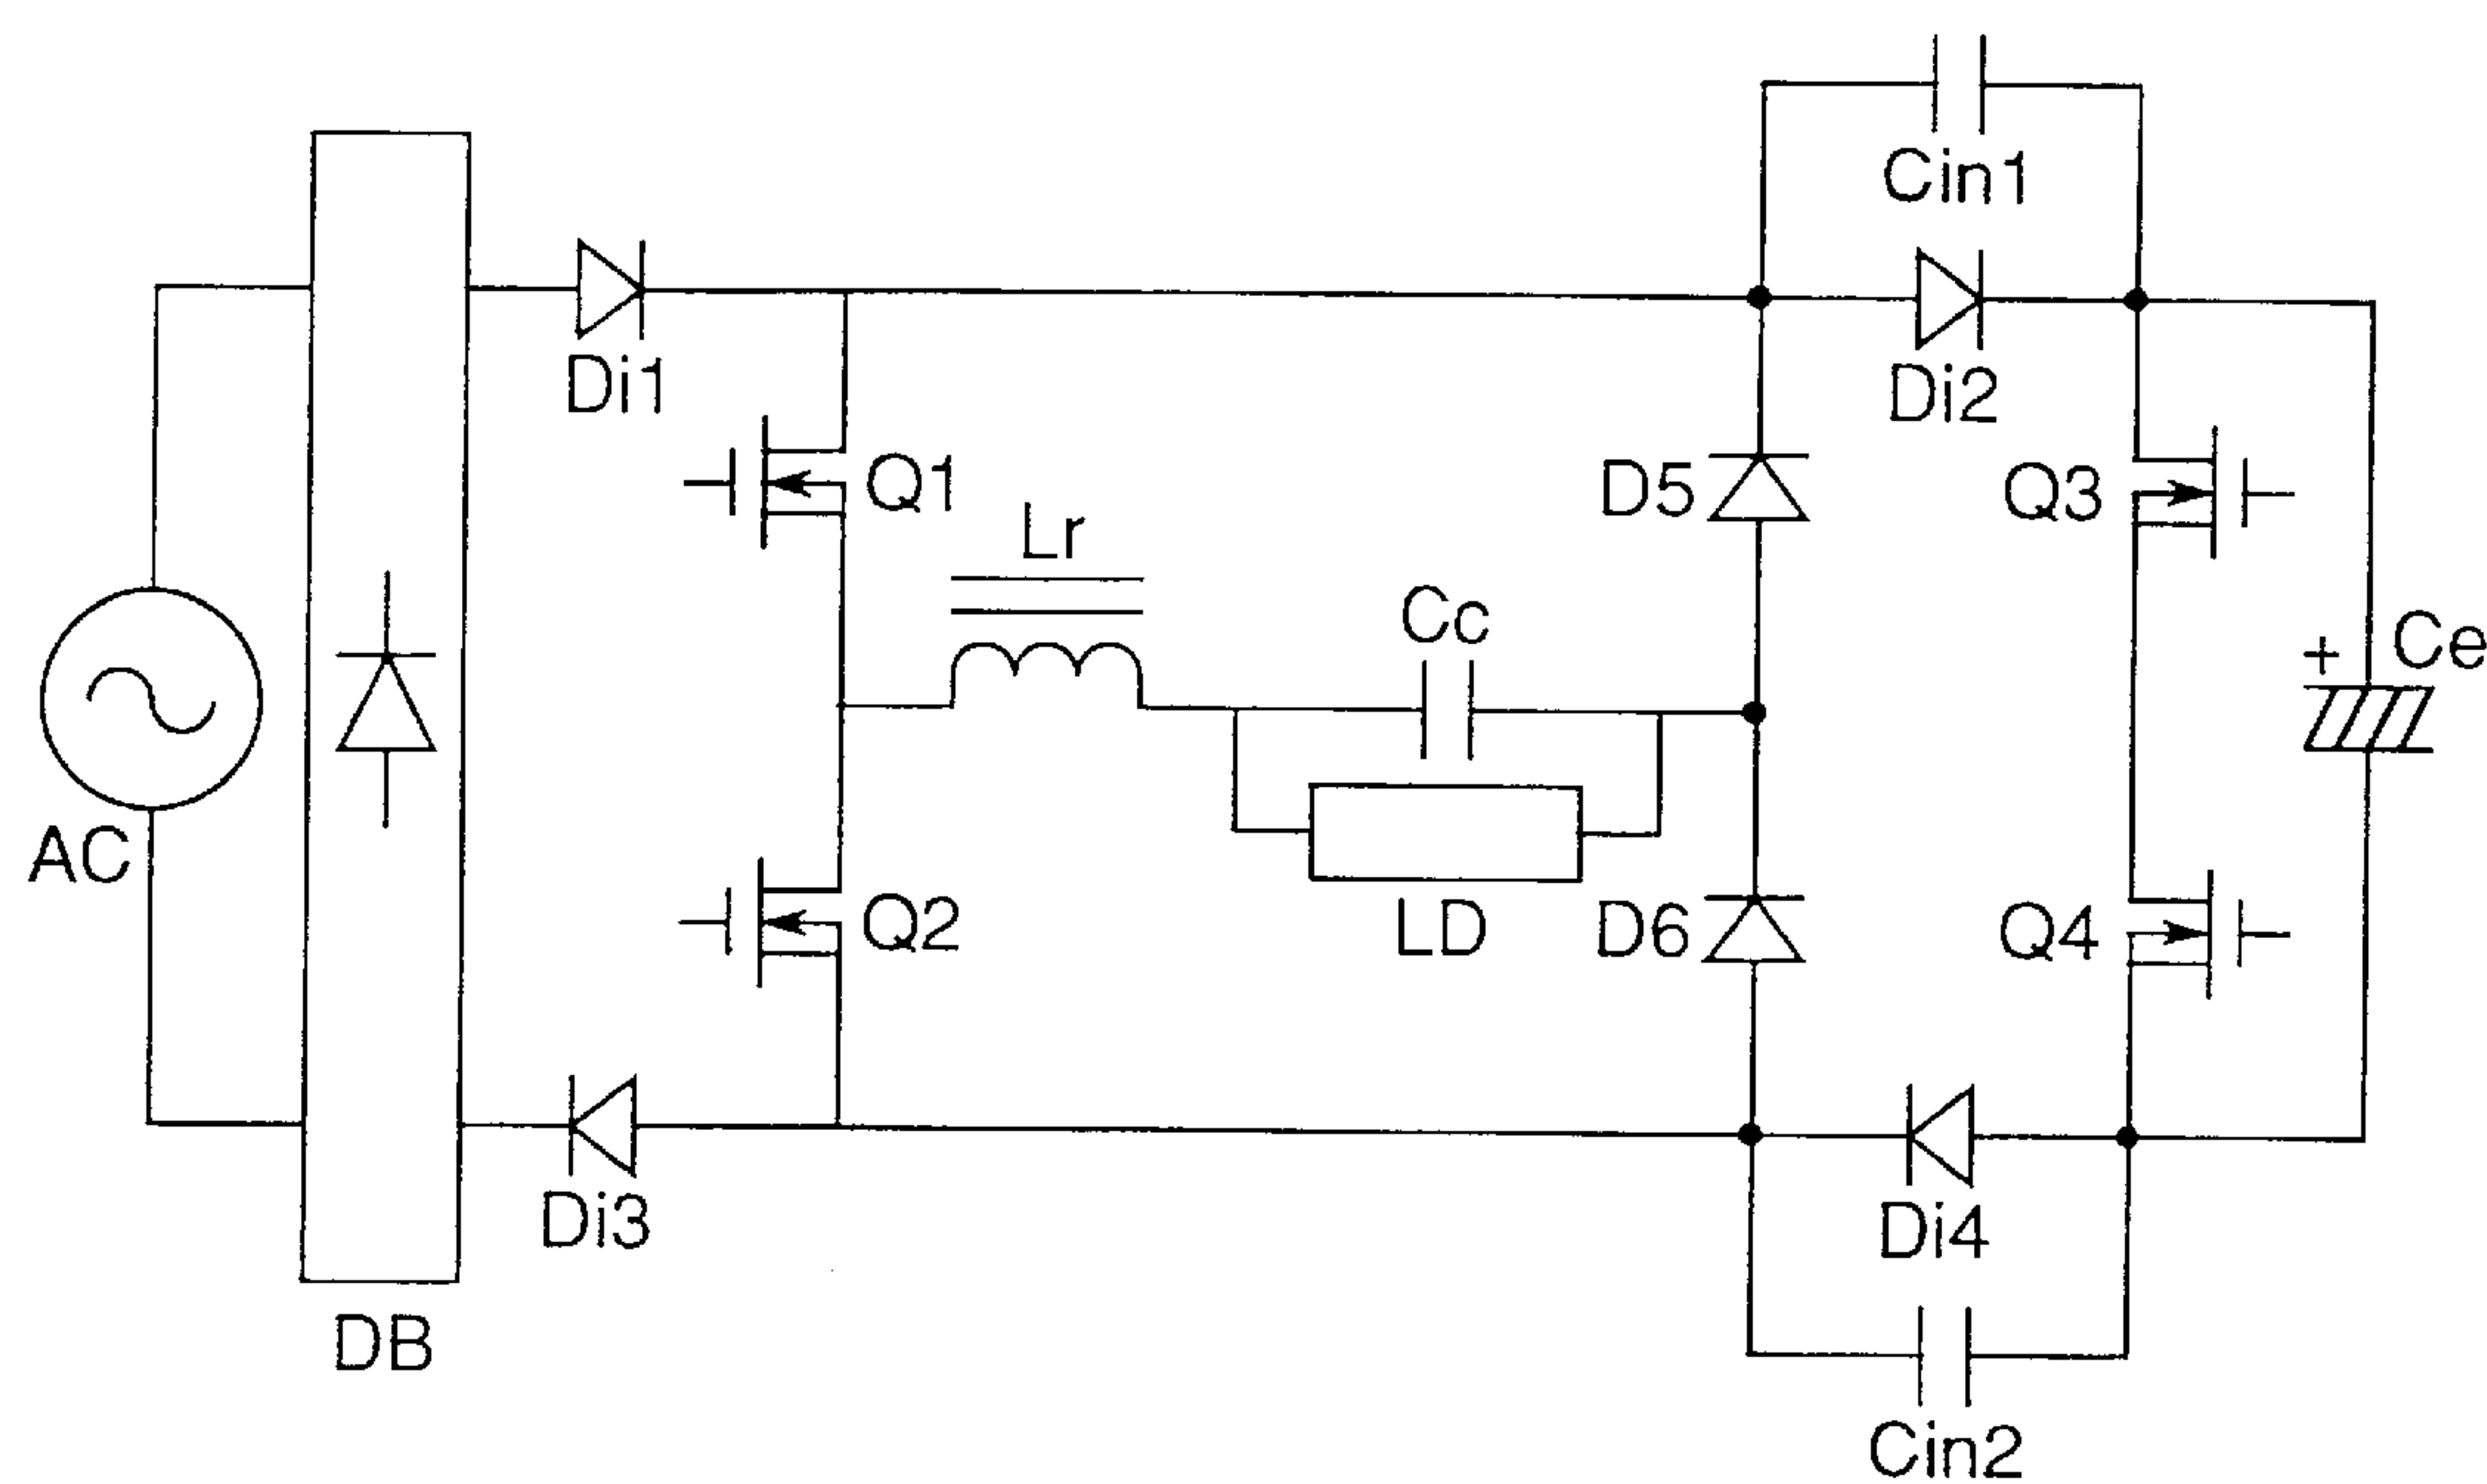 Cin1
Di1
Di2
Q1
D5
Q3
Lr
Cc
+
Ce
AC
Q2
LD
D6
Q4
Di3
Di4
DB
Cin2